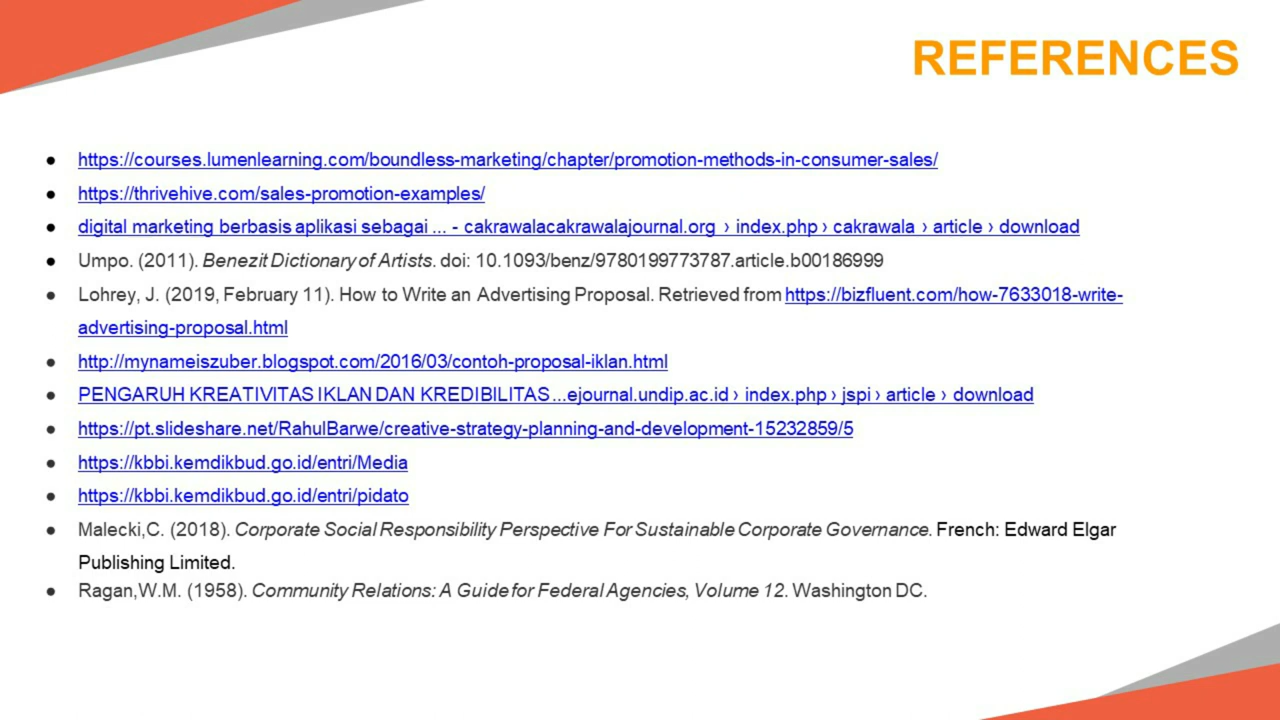 REFERENCES
● https://courses.lumenlearning.com/boundless-marketing/chapter/promotion-methods-in-consumer-sales/
● https://thrivehive.com/sales-promotion-examples/
● digital marketing berbasis aplikasi sebagai ... - cakrawalacakrawalajournal.org › index.php › cakrawala › article › download
● Umpo. (2011). Benezit Dictionary of Artists. doi: 10.1093/benz/9780199773787.article.b00186999
● Lohrey, J. (2019, February 11). How to Write an Advertising Proposal. Retrieved from https://bizfluent.com/how-7633018-write-
advertising-proposal.html
● http://mynameiszuber.blogspot.com/2016/03/contoh-proposal-iklan.html
● PENGARUH KREATIVITAS IKLAN DAN KREDIBILITAS ...ejournal.undip.ac.id › index.php › jspi › article › download
● https://pt.slideshare.net/RahulBarwe/creative-strategy-planning-and-development-15232859/5
● https://kbbi.kemdikbud.go.id/entri/Media
● https://kbbi.kemdikbud.go.id/entri/pidato
● Malecki,C. (2018). Corporate Social Responsibility Perspective For Sustainable Corporate Governance. French: Edward Elgar
Publishing Limited.
● Ragan,W.M. (1958). Community Relations: A Guide for Federal Agencies, Volume 12. Washington DC.